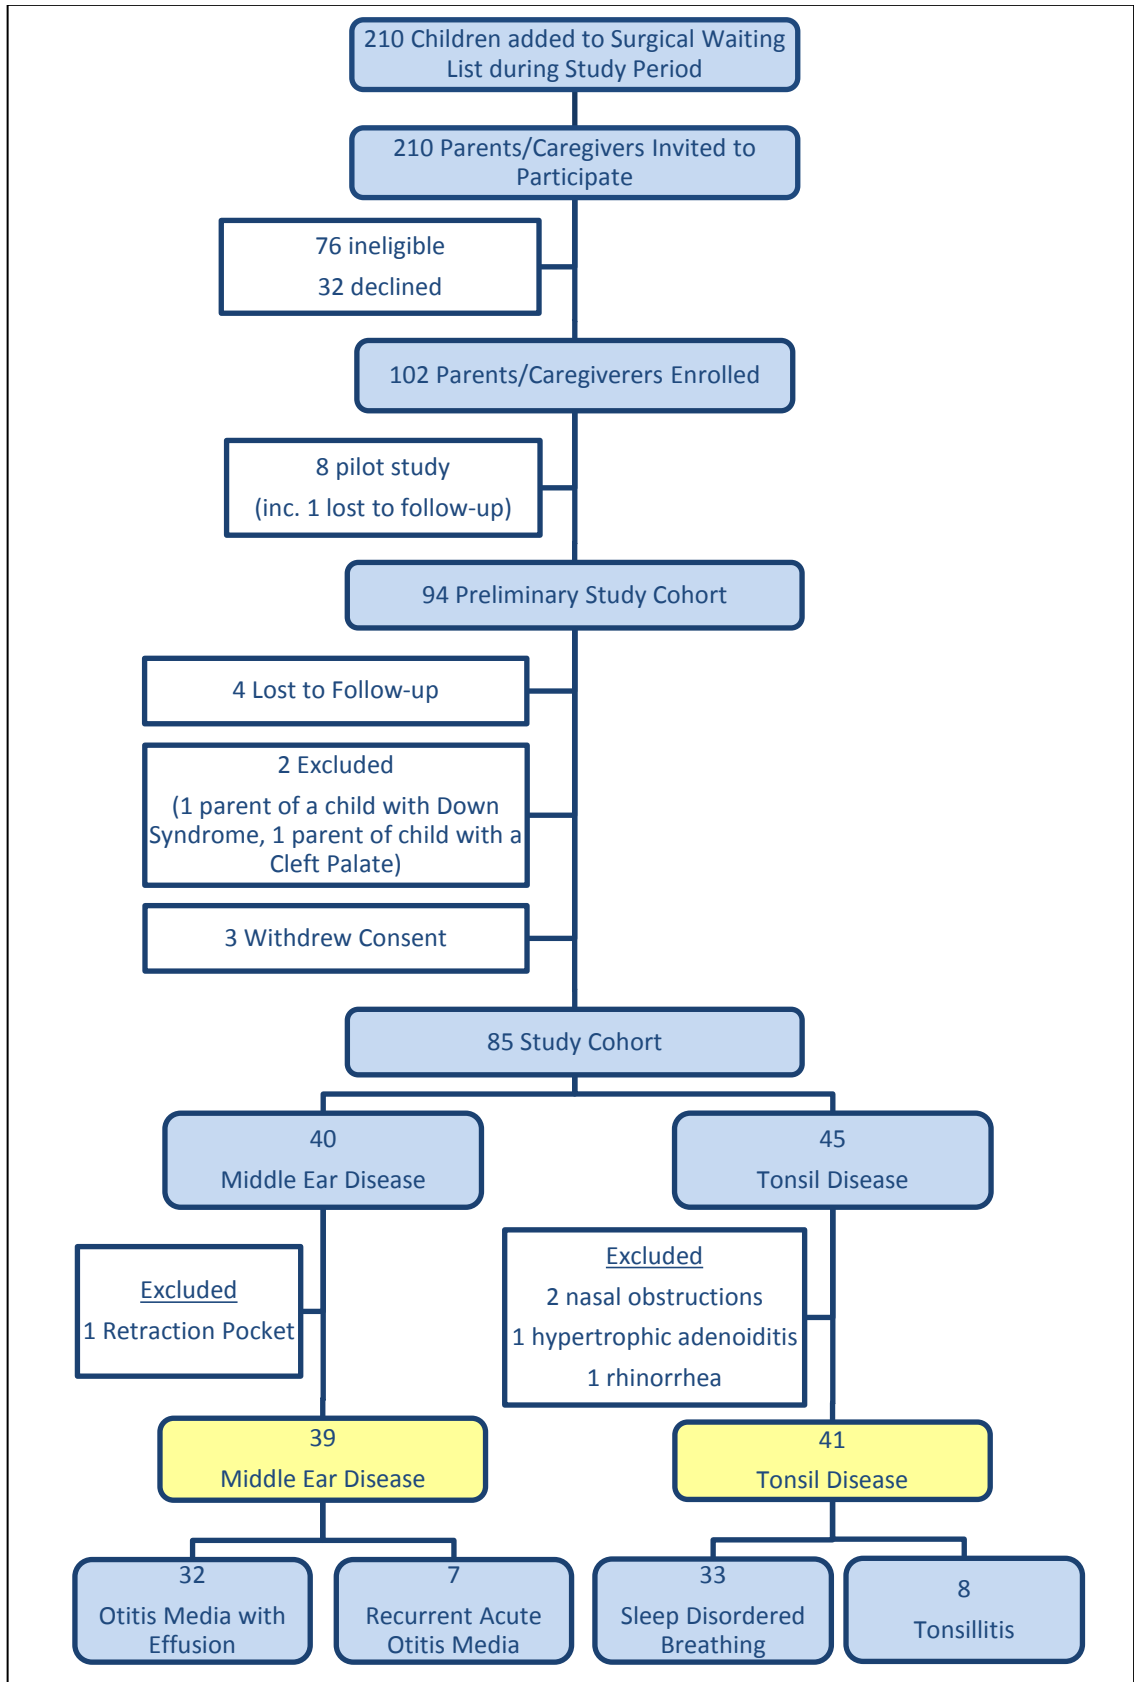 210 Children added to Surgical Waiting
List during Study Period
210 Parents/Caregivers Invited to
Participate
76 ineligible
32 declined
102 Parents/Caregiverers Enrolled
8 pilot study
(inc. 1 lost to follow-up)
94 Preliminary Study Cohort
4 Lost to Follow-up
2 Excluded
(1 parent of a child with Down
Syndrome, 1 parent of child with a
Cleft Palate)
3 Withdrew Consent
85 Study Cohort
40
Middle Ear Disease
45
Tonsil Disease
Excluded
1 Retraction Pocket
Excluded
2 nasal obstructions
1 hypertrophic adenoiditis
1 rhinorrhea
39
Middle Ear Disease
41
Tonsil Disease
32
Otitis Media with
Effusion
7
Recurrent Acute
Otitis Media
33
Sleep Disordered
Breathing
8
Tonsillitis